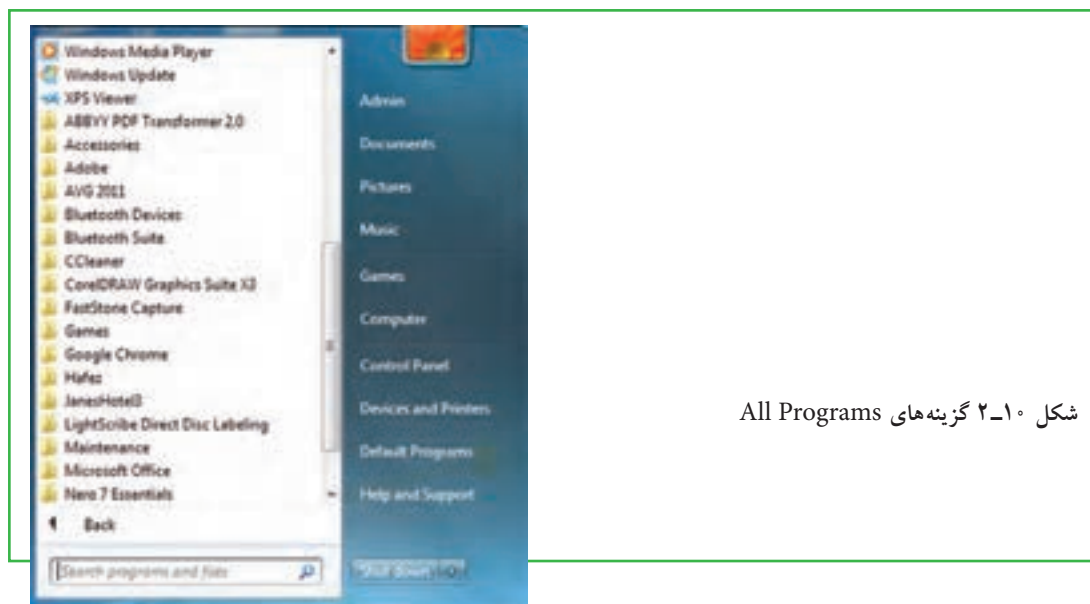 Windows Media Player
Windows Update
XPS Viewer
ABBYY PDF Transformer 2.0
Accessories
Adobe
AVG 2011
Bluetooth Devices
Bluetooth Suite
CCleaner
CorelDRAW Graphics Suite X3
FastStone Capture
Games
Google Chrome
Hafez
JanesHotel3
LightScribe Direct Disc Labeling
Maintenance
Microsoft Office
Nero 7 Essentials
Back
Search programs and files
Admin
Documents
Pictures
Music
Games
Computer
Control Panel
Devices and Printers
Default Programs
Help and Support
Shut down
شکل ۱۰ــ۲ گزینه‌های All Programs